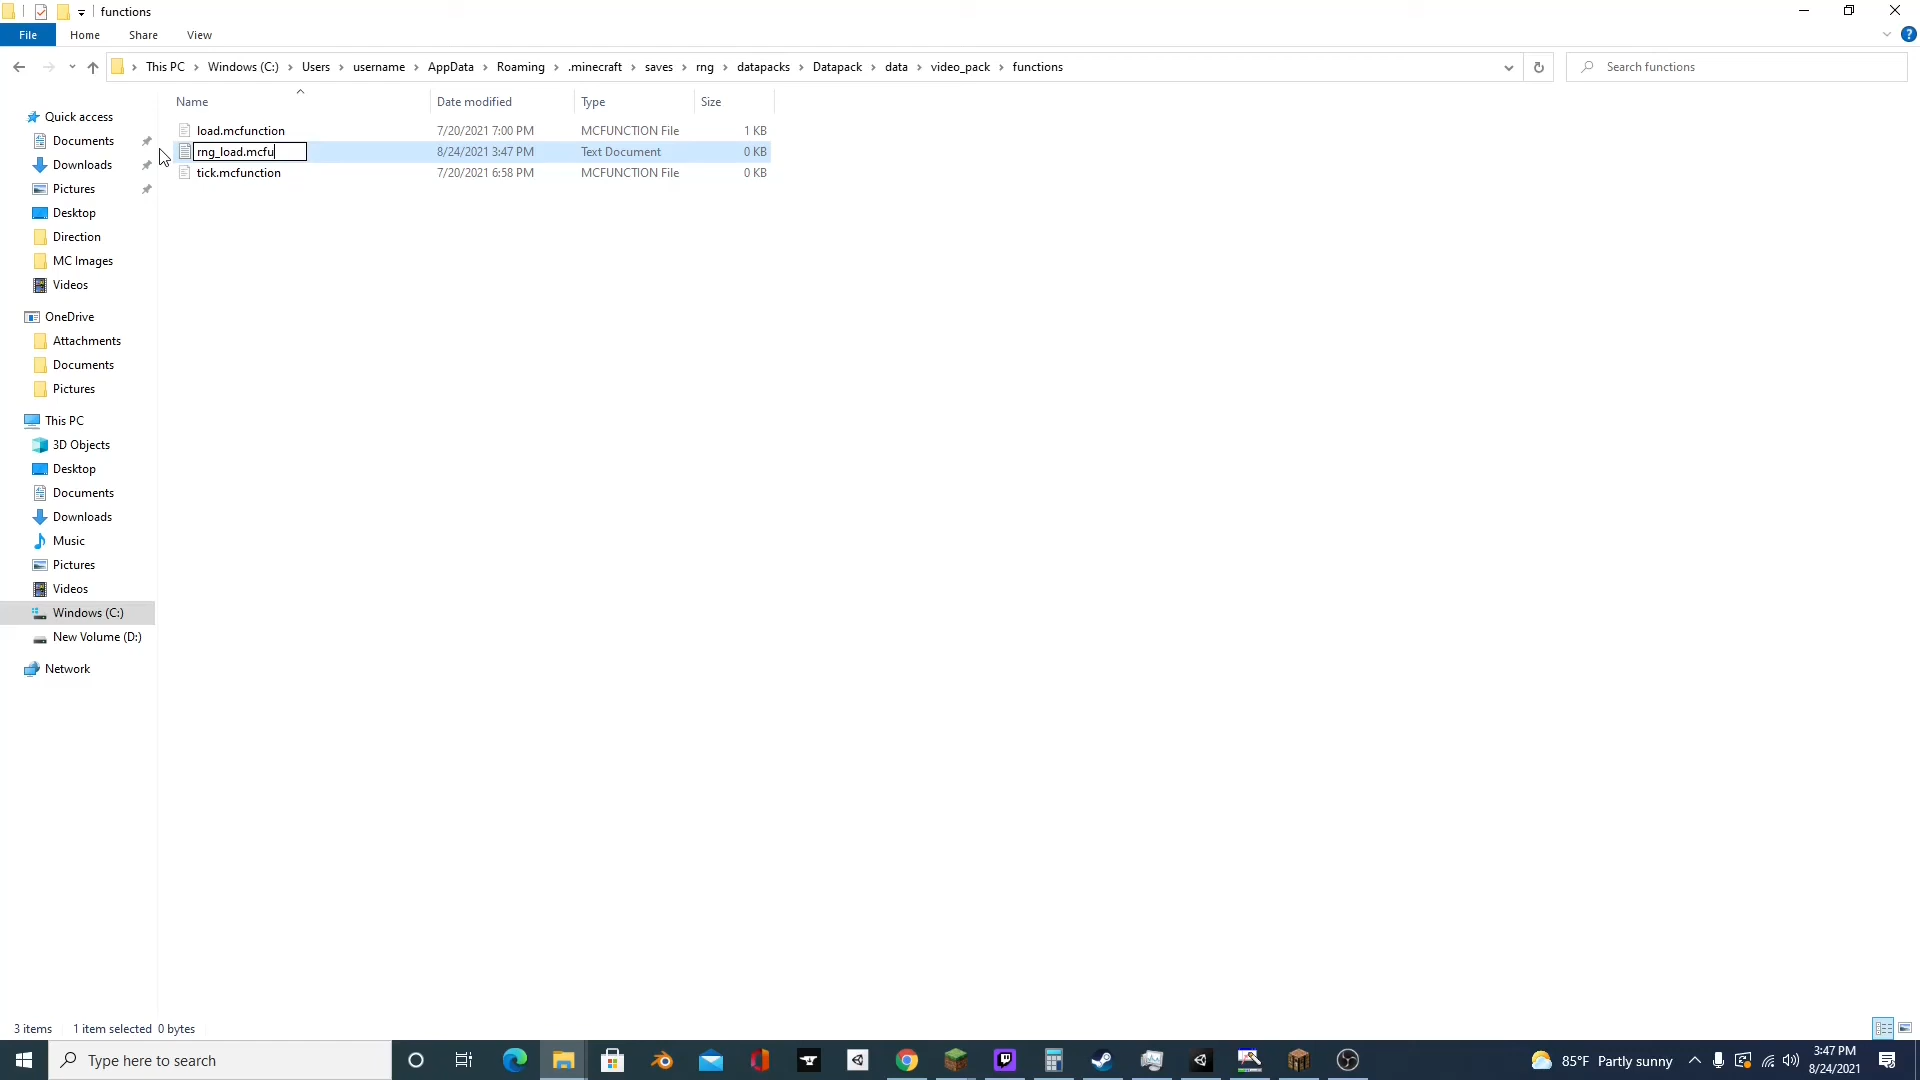 functions
File Home Share View
This PC Windows (C:) Users username AppData Roaming .minecraft saves rng datapacks Datapack data video_pack functions Search functions
Name Date modified Type Size
load.mcfunction 7/20/2021 7:00 PM MCFUNCTION File 1 KB
rng_load.mcfu 8/24/2021 3:47 PM Text Document 0 KB
tick.mcfunction 7/20/2021 6:58 PM MCFUNCTION File 0 KB
Quick access
Documents
Downloads
Pictures
Desktop
Direction
MC Images
Videos
OneDrive
Attachments
Documents
Pictures
This PC
3D Objects
Desktop
Documents
Downloads
Music
Pictures
Videos
Windows (C:)
New Volume (D:)
Network
3 items 1 item selected 0 bytes
Type here to search
85°F Partly sunny
3:47 PM
8/24/2021